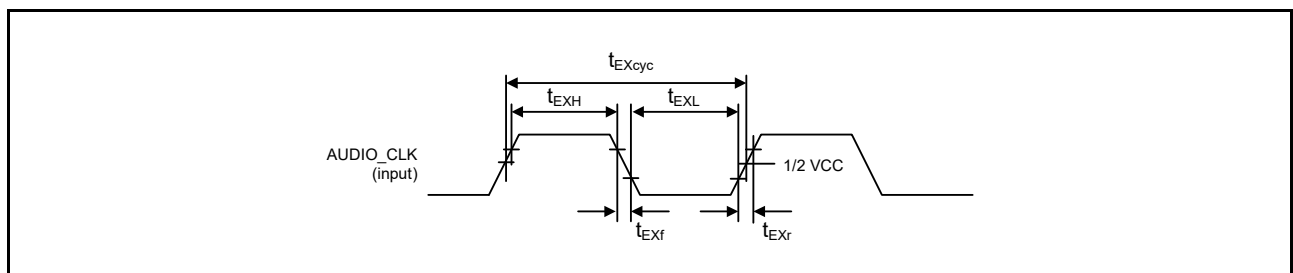 tEXcyc
tEXH
tEXL
AUDIO_CLK
(input)
1/2 VCC
tEXf
tEXr